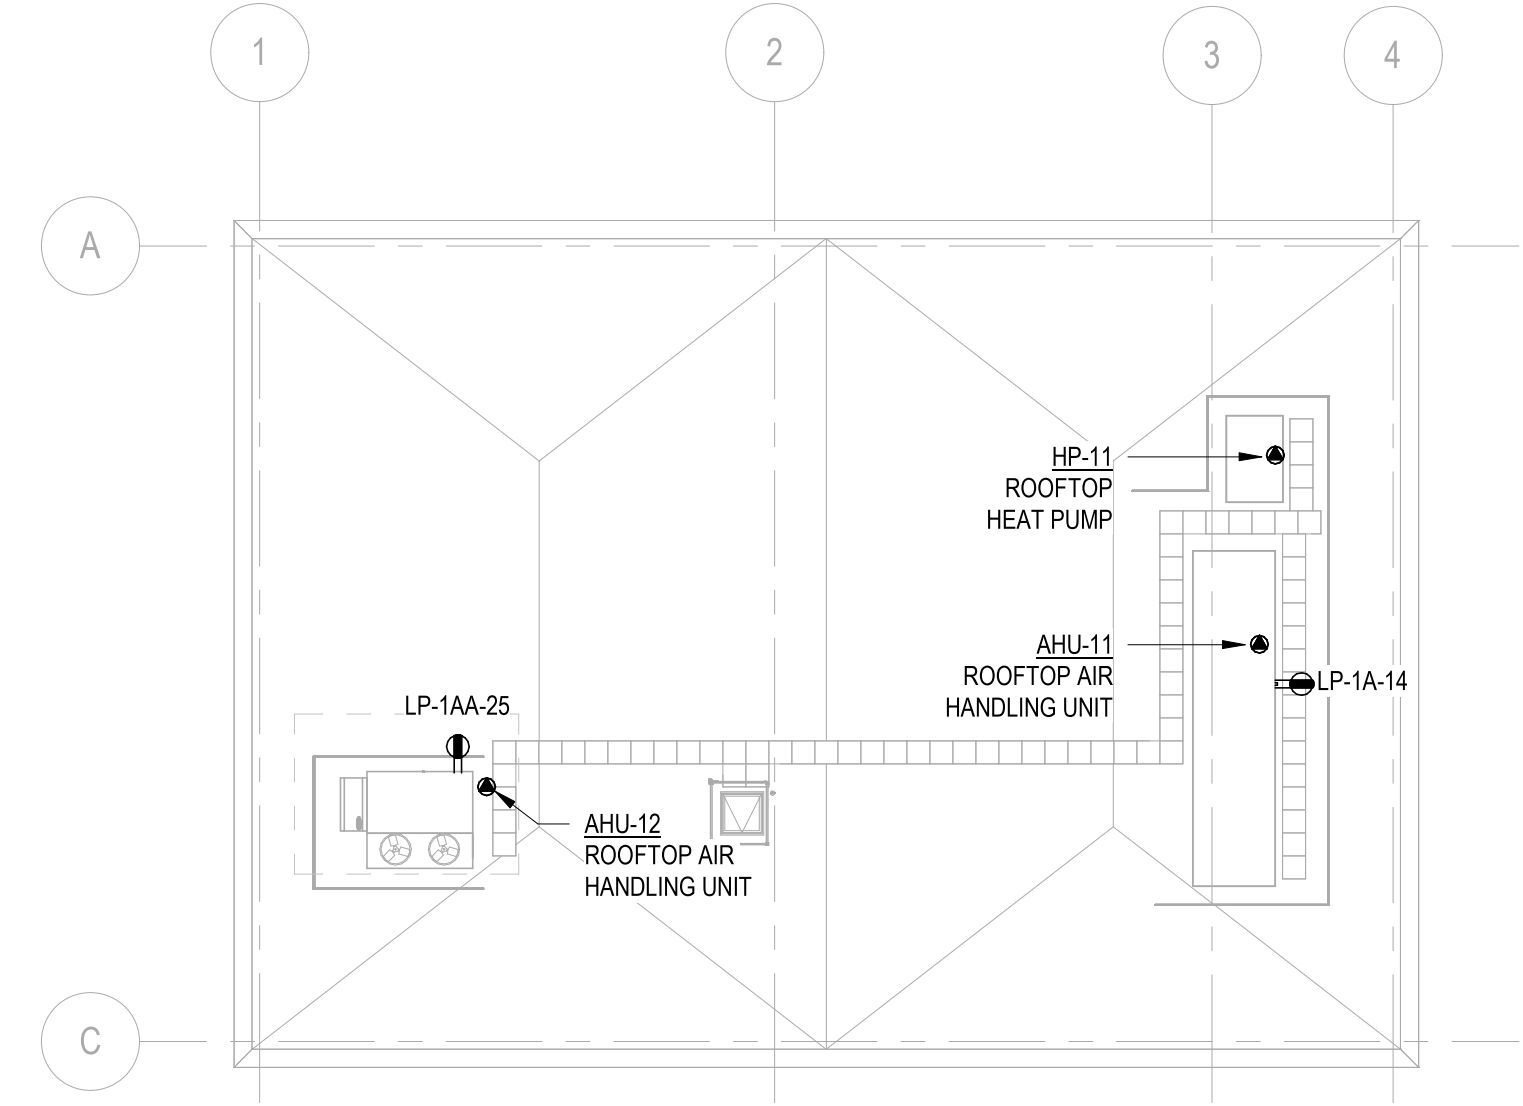 1
2
3
4
A
HP-11
ROOFTOP
HEAT PUMP
AHU-11
ROOFTOP AIR
HANDLING UNIT
LP-1A-14
LP-1AA-25
AHU-12
ROOFTOP AIR
HANDLING UNIT
C